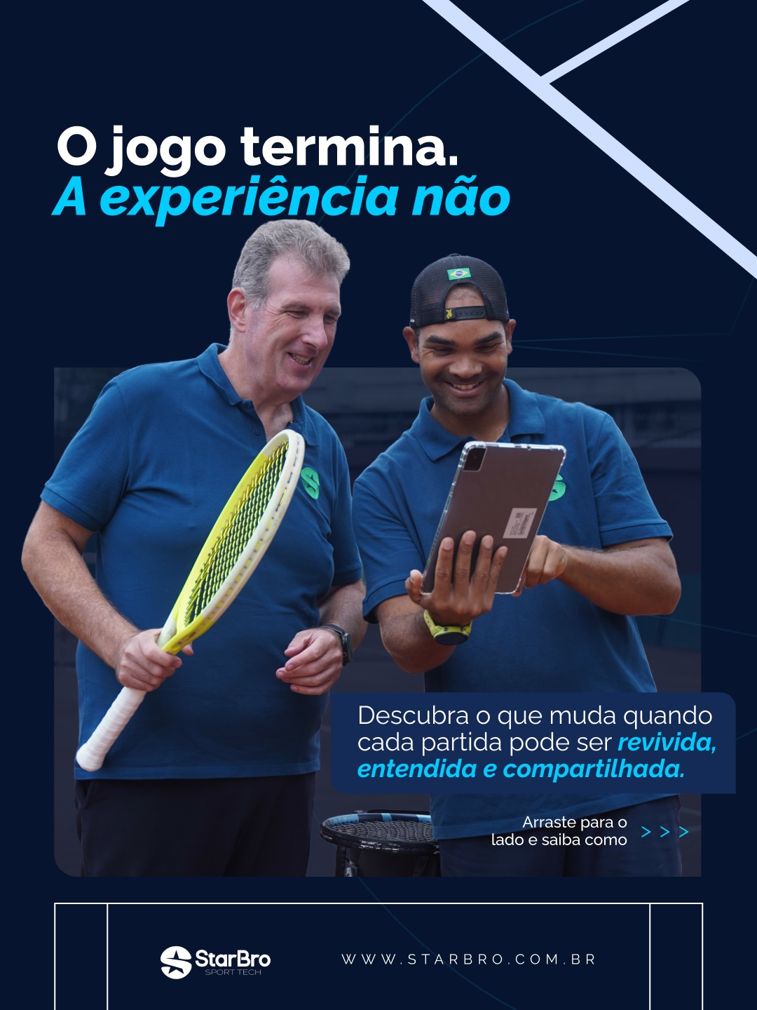 O jogo termina.
A experiência não
Descubra o que muda quando
cada partida pode ser revivida,
entendida e compartilhada.
Arraste para o
lado e saiba como
> > >
StarBro
SPORT TECH
WWW.STARBRO.COM.BR